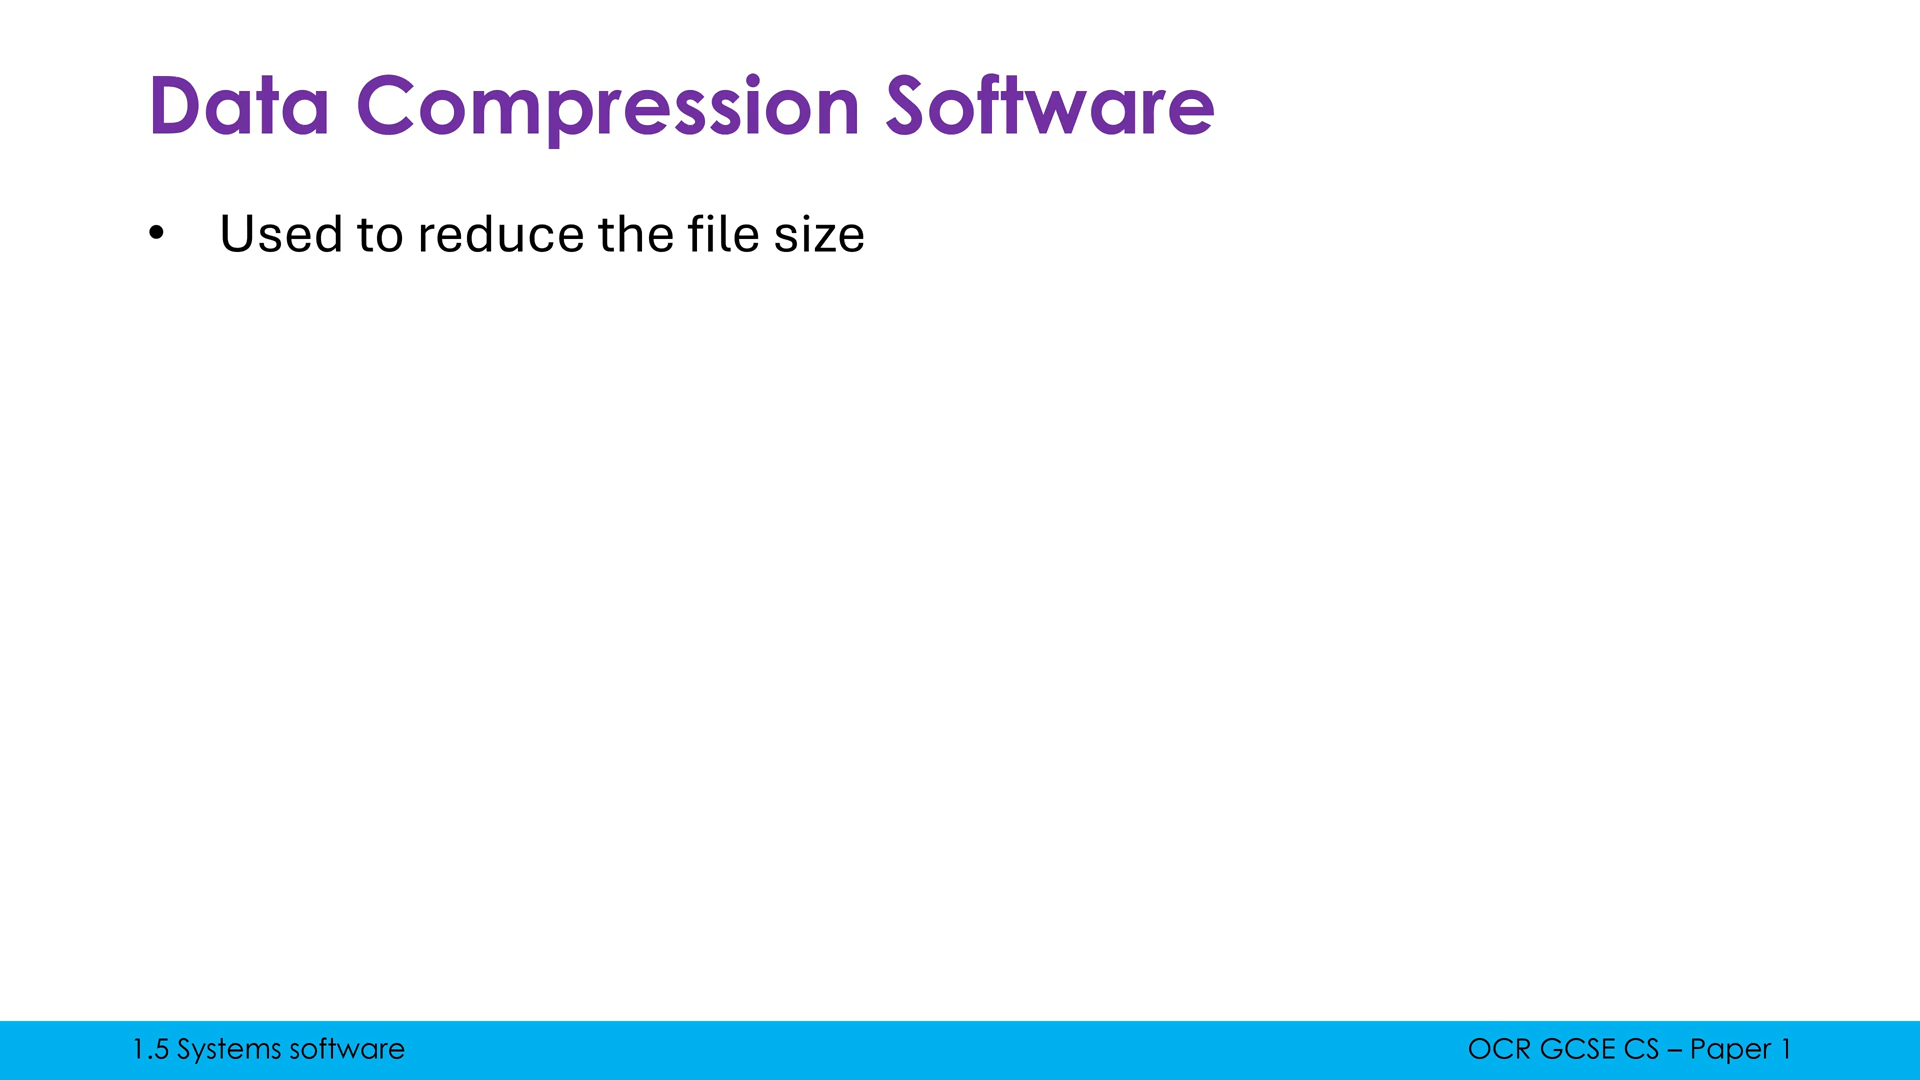 Data Compression Software
• Used to reduce the file size
1.5 Systems software
OCR GCSE CS – Paper 1